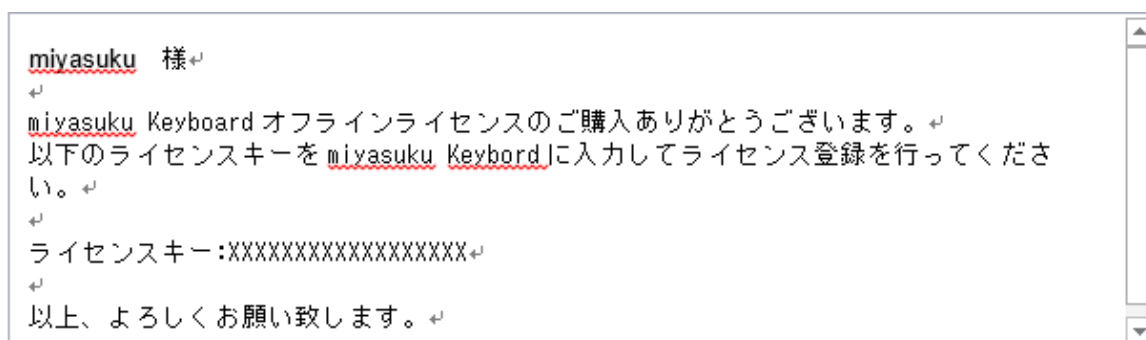 miyasuku　様
miyasuku Keyboard オフラインライセンスのご購入ありがとうございます。
以下のライセンスキーを miyasuku Keybord に入力してライセンス登録を行ってくださ
い。
ライセンスキー:XXXXXXXXXXXXXXXXXX
以上、よろしくお願い致します。